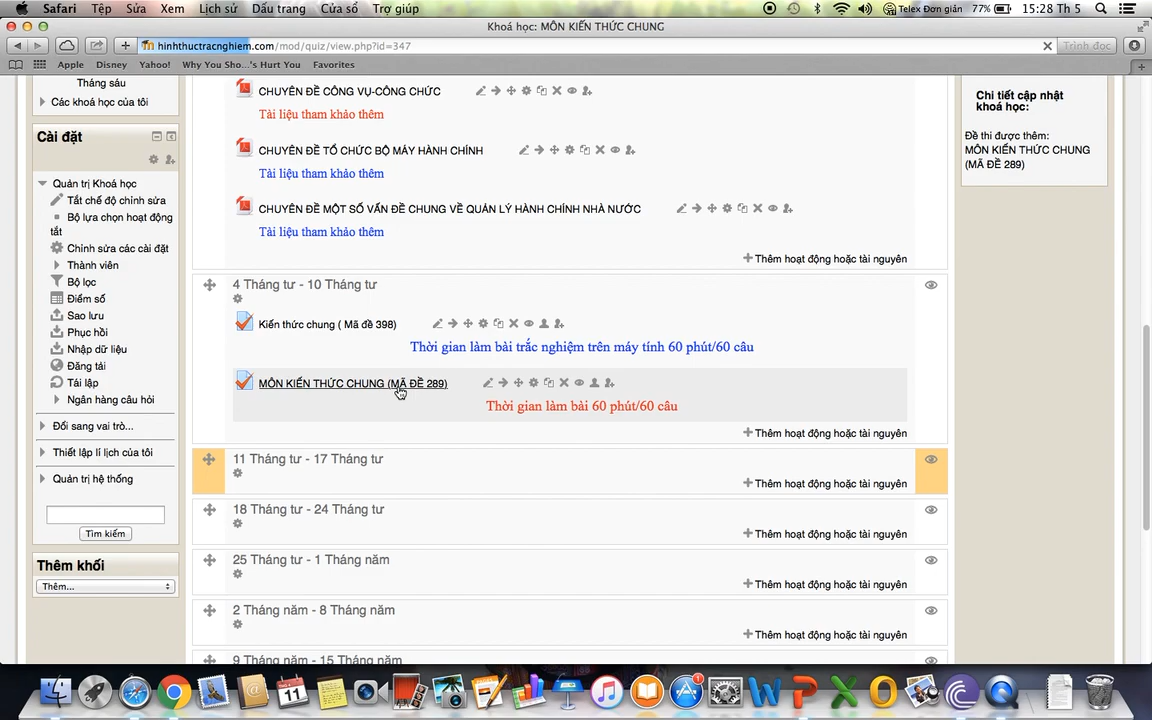 Safari Tệp Sửa Xem Lịch sử Dấu trang Cửa sổ Trợ giúp Telex Đơn giản 77% 15:28 Th 5
Khoá học: MÔN KIẾN THỨC CHUNG
hinhthuctracnghiem.com/mod/quiz/view.php?id=347 Trình đọc
Apple Disney Yahoo! Why You Sho...'s Hurt You Favorites
Tháng sáu
Các khoá học của tôi
Cài đặt
Quản trị Khoá học
Tắt chế độ chỉnh sửa
Bộ lựa chọn hoạt động
tắt
Chỉnh sửa các cài đặt
Thành viên
Bộ lọc
Điểm số
Sao lưu
Phục hồi
Nhập dữ liệu
Đăng tải
Tái lập
Ngân hàng câu hỏi
Đổi sang vai trò...
Thiết lập lí lịch của tôi
Quản trị hệ thống
Tìm kiếm
Thêm khối
Thêm...
CHUYÊN ĐỀ CÔNG VỤ-CÔNG CHỨC
Tài liệu tham khảo thêm
CHUYÊN ĐỀ TỔ CHỨC BỘ MÁY HÀNH CHÍNH
Tài liệu tham khảo thêm
CHUYÊN ĐỀ MỘT SỐ VẤN ĐỀ CHUNG VỀ QUẢN LÝ HÀNH CHÍNH NHÀ NƯỚC
Tài liệu tham khảo thêm
Thêm hoạt động hoặc tài nguyên
4 Tháng tư - 10 Tháng tư
Kiến thức chung ( Mã đề 398)
Thời gian làm bài trắc nghiệm trên máy tính 60 phút/60 câu
MÔN KIẾN THỨC CHUNG (MÃ ĐỀ 289)
Thời gian làm bài 60 phút/60 câu
Thêm hoạt động hoặc tài nguyên
11 Tháng tư - 17 Tháng tư
Thêm hoạt động hoặc tài nguyên
18 Tháng tư - 24 Tháng tư
Thêm hoạt động hoặc tài nguyên
25 Tháng tư - 1 Tháng năm
Thêm hoạt động hoặc tài nguyên
2 Tháng năm - 8 Tháng năm
Thêm hoạt động hoặc tài nguyên
9 Tháng năm - 15 Tháng năm
Chi tiết cập nhật
khoá học:
Đề thi được thêm:
MÔN KIẾN THỨC CHUNG
(MÃ ĐỀ 289)
11
1